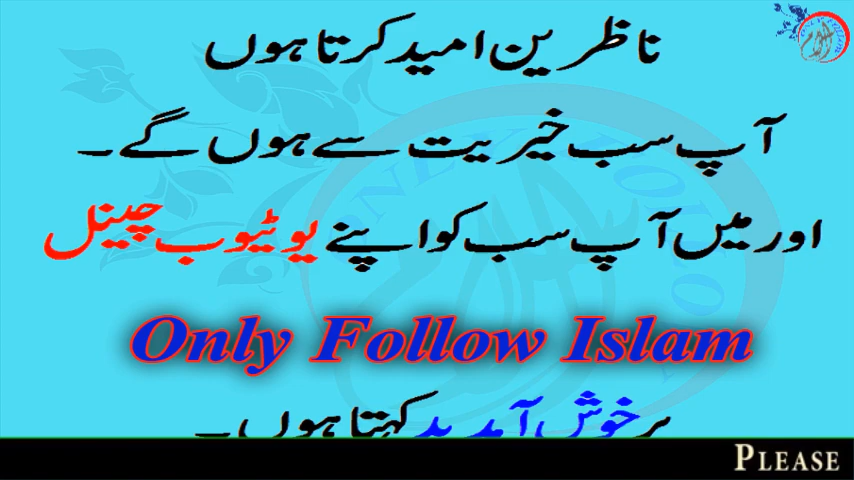 ناظرین امید کرتا ہوں
آپ سب خیریت سے ہوں گے۔
اور میں آپ سب کو اپنے یوٹیوب چینل
Only Follow Islam
پر خوش آمدید کہتا ہوں۔
PLEASE